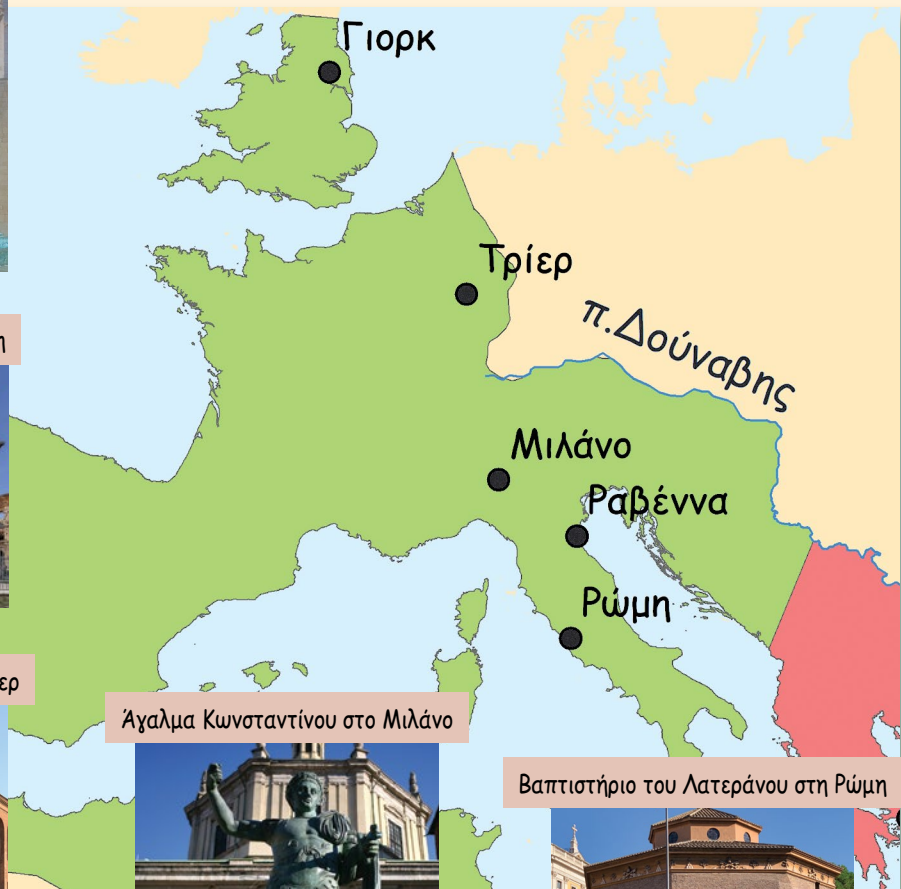 Γιορκ
Τρίερ
π.Δούναβης
Μιλάνο
Ραβέννα
Ρώμη
Άγαλμα Κωνσταντίνου στο Μιλάνο
Βαπτιστήριο του Λατεράνου στη Ρώμη